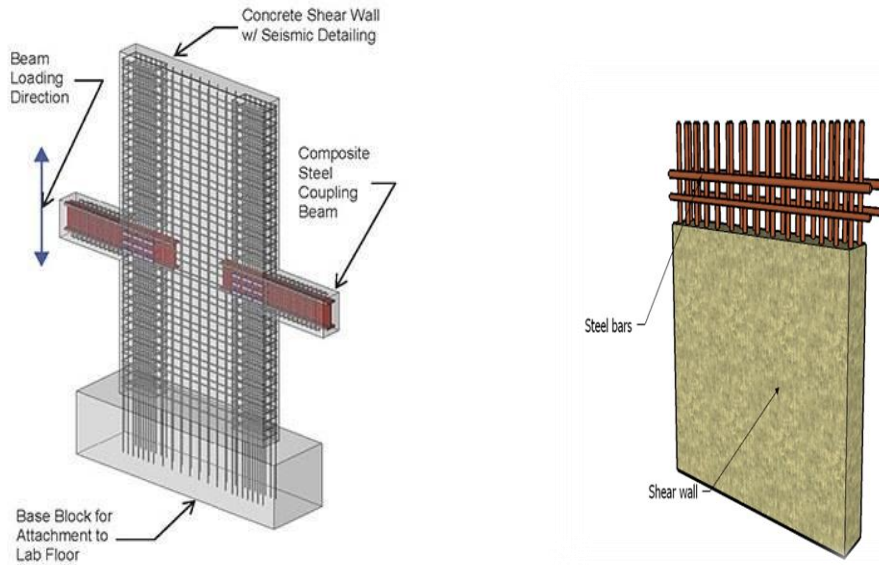 Concrete Shear Wall
w/ Seismic Detailing
Beam
Loading
Direction
Composite
Steel
Coupling
Beam
Base Block for
Attachment to
Lab Floor
Steel bars
Shear wall